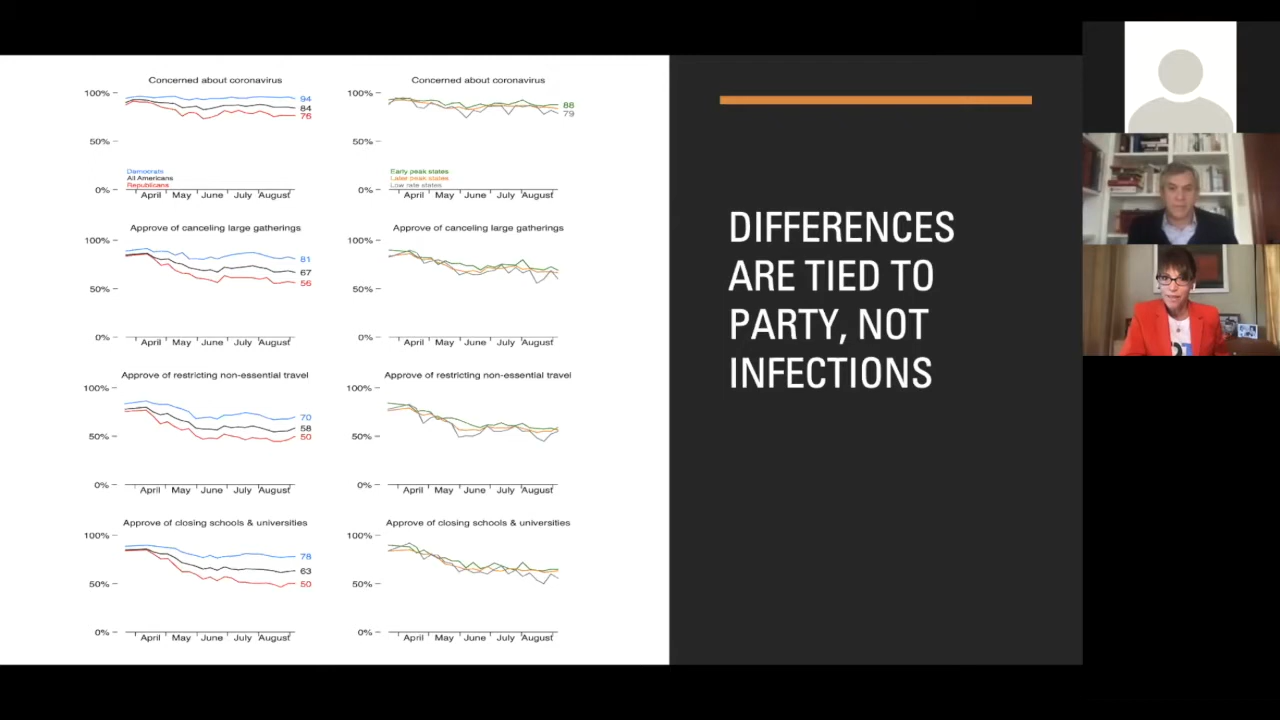 Concerned about coronavirus
100%
50%
0%
94
84
76
Democrats
All Americans
Republicans
April May June July August
Concerned about coronavirus
100%
50%
0%
88
79
Early peak states
Later peak states
Low rate states
April May June July August
Approve of canceling large gatherings
100%
50%
0%
81
67
56
April May June July August
Approve of canceling large gatherings
100%
50%
0%
April May June July August
Approve of restricting non-essential travel
100%
50%
0%
70
58
50
April May June July August
Approve of restricting non-essential travel
100%
50%
0%
April May June July August
Approve of closing schools & universities
100%
50%
0%
78
63
50
April May June July August
Approve of closing schools & universities
100%
50%
0%
April May June July August
DIFFERENCES
ARE TIED TO
PARTY, NOT
INFECTIONS